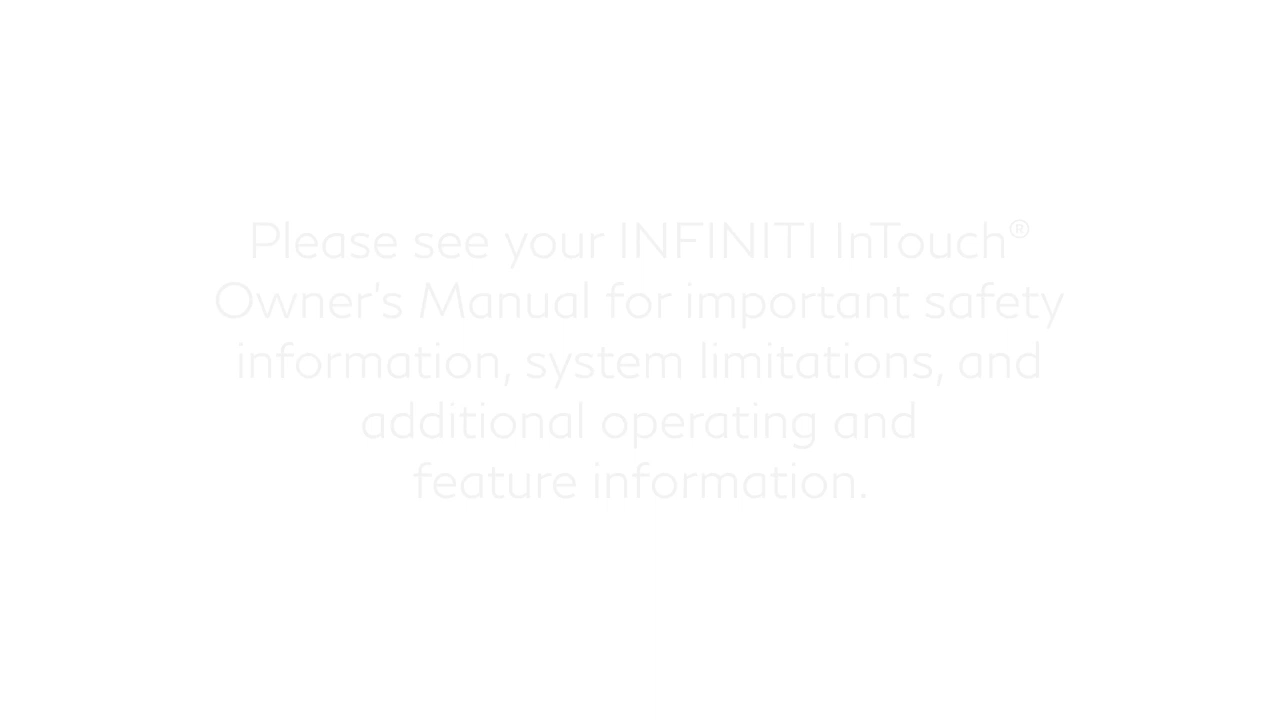 Please see your INFINITI InTouch®
Owner's Manual for important safety
information, system limitations, and
additional operating and
feature information.